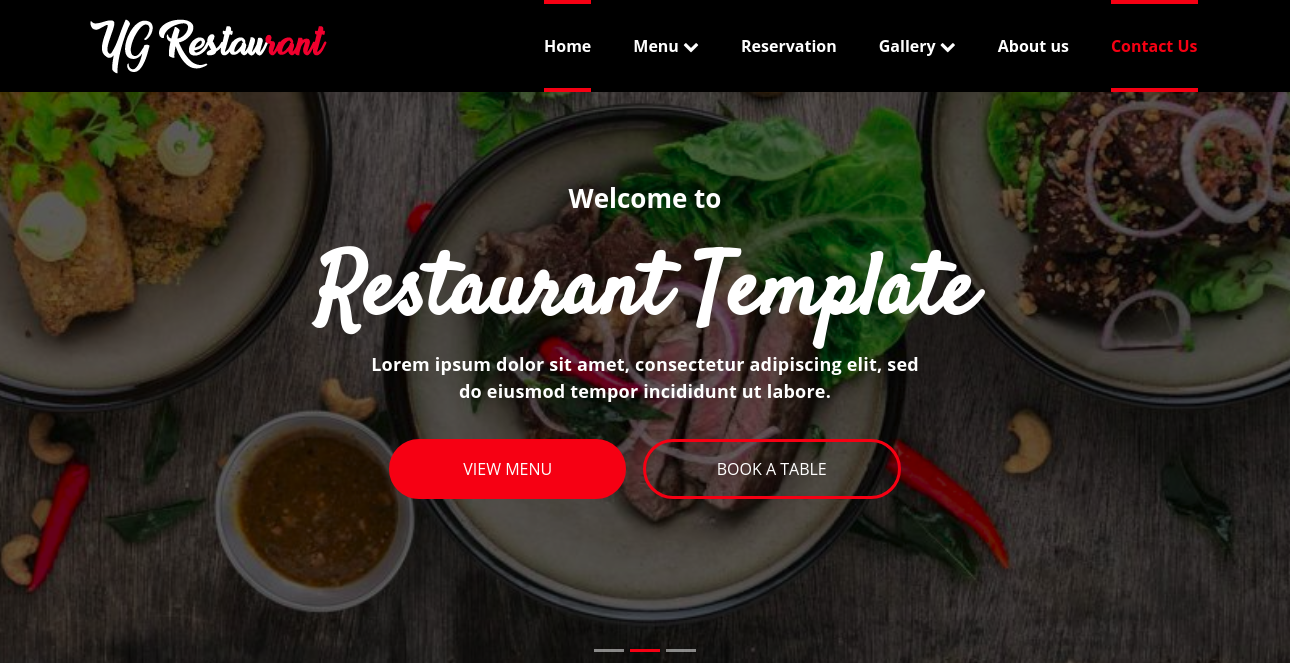 YG Restaurant
Home
Menu
Reservation
Gallery
About us
Contact Us
Welcome to
Restaurant Template
Lorem ipsum dolor sit amet, consectetur adipiscing elit, sed
do eiusmod tempor incididunt ut labore.
VIEW MENU
BOOK A TABLE